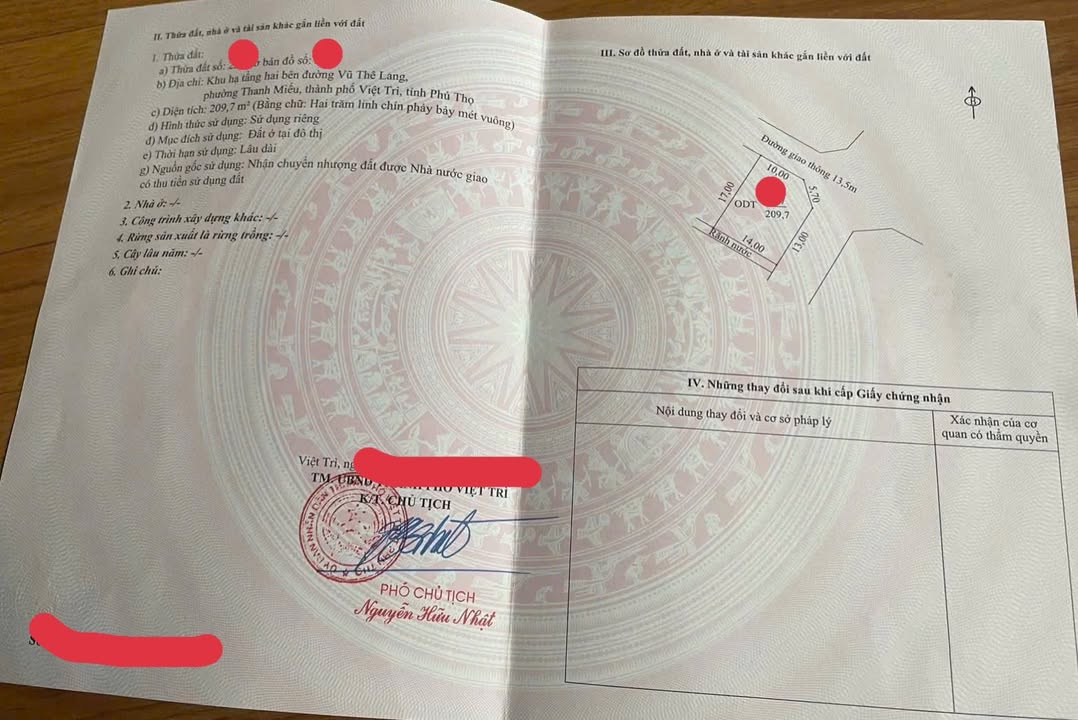 II. Thửa đất, nhà ở và tài sản khác gắn liền với đất
1. Thửa đất:
a) Thửa đất số: bản đồ số:
b) Địa chỉ: Khu hạ tầng hai bên đường Vũ Thê Lang,
phường Thanh Miếu, thành phố Việt Trì, tỉnh Phú Thọ
c) Diện tích: 209,7 m² (Bằng chữ: Hai trăm linh chín phảy bảy mét vuông)
d) Hình thức sử dụng: Sử dụng riêng
đ) Mục đích sử dụng: Đất ở tại đô thị
e) Thời hạn sử dụng: Lâu dài
g) Nguồn gốc sử dụng: Nhận chuyển nhượng đất được Nhà nước giao
có thu tiền sử dụng đất
2. Nhà ở: -/-
3. Công trình xây dựng khác: -/-
4. Rừng sản xuất là rừng trồng: -/-
5. Cây lâu năm: -/-
6. Ghi chú:
Việt Trì,
TM. UBND PHỐ VIỆT TRÌ
K/T. CHỦ TỊCH
PHÓ CHỦ TỊCH
Nguyễn Hữu Nhật
III. Sơ đồ thửa đất, nhà ở và tài sản khác gắn liền với đất
B
Đường giao thông 13,5m
10,00
5,70
17,00
ODT
209,7
13,00
14,00
Rãnh nước
IV. Những thay đổi sau khi cấp Giấy chứng nhận
Nội dung thay đổi và cơ sở pháp lý
Xác nhận của cơ
quan có thẩm quyền